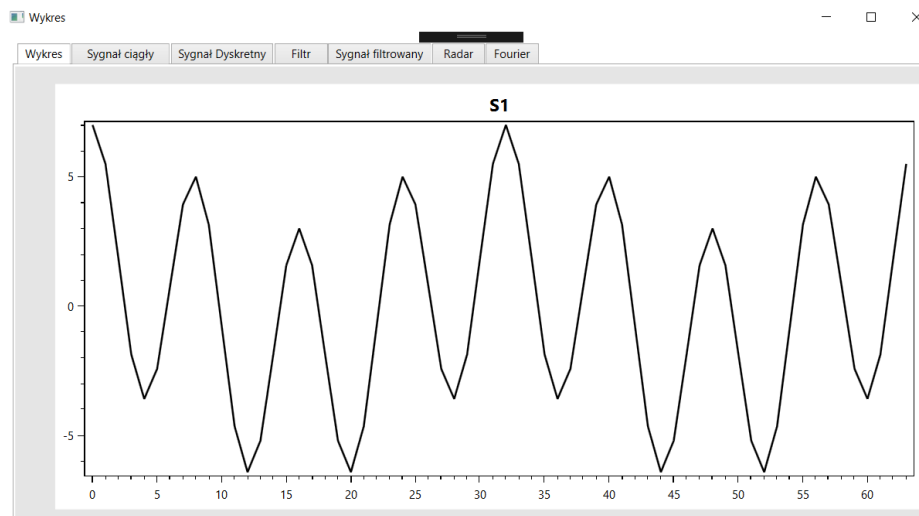 Wykres
Wykres Sygnał ciągły Sygnał Dyskretny Filtr Sygnał filtrowany Radar Fourier
S1
5
0
-5
0 5 10 15 20 25 30 35 40 45 50 55 60